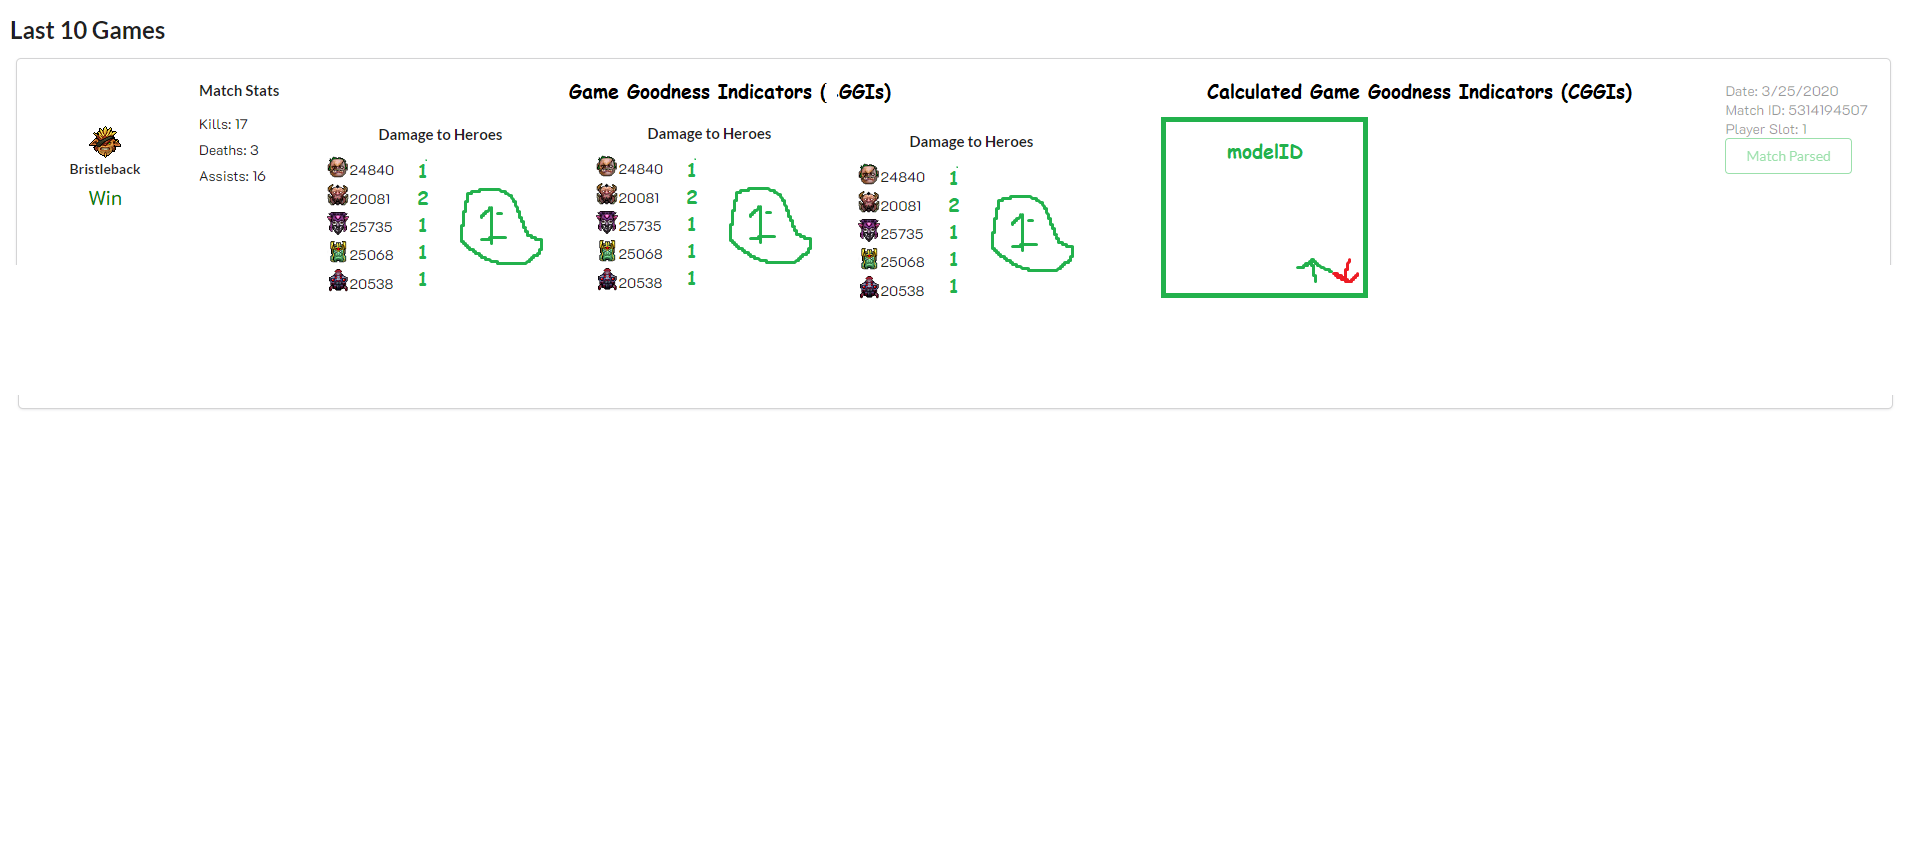 Last 10 Games
Bristleback
Win
Match Stats
Kills: 17
Deaths: 3
Assists: 16
Game Goodness Indicators ( GGIs)
Damage to Heroes
24840 1
20081 2
25735 1
25068 1
20538 1
1
Damage to Heroes
24840 1
20081 2
25735 1
25068 1
20538 1
1
Damage to Heroes
24840 1
20081 2
25735 1
25068 1
20538 1
1
Calculated Game Goodness Indicators (CGGIs)
modelID
Date: 3/25/2020
Match ID: 5314194507
Player Slot: 1
Match Parsed